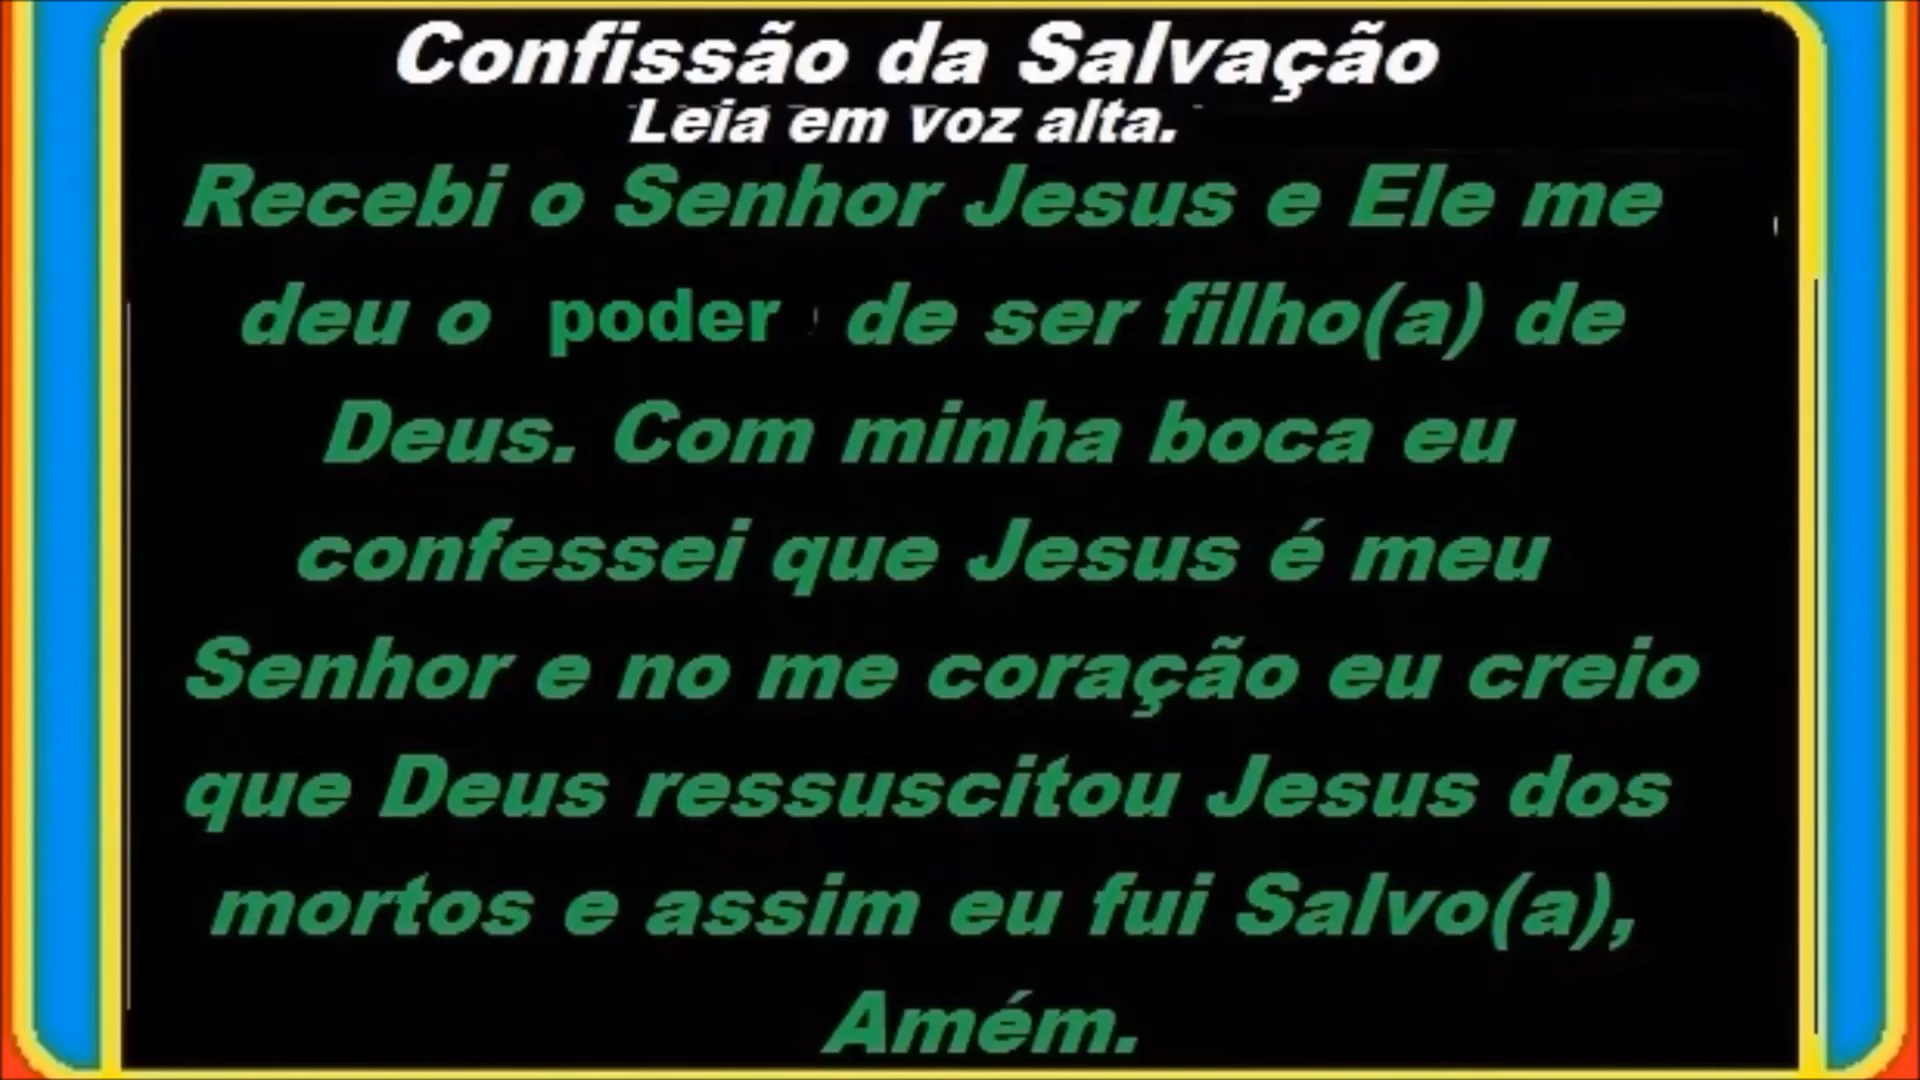 Confissão da Salvação
Leia em voz alta.
Recebi o Senhor Jesus e Ele me
deu o poder de ser filho(a) de
Deus. Com minha boca eu
confessei que Jesus é meu
Senhor e no me coração eu creio
que Deus ressuscitou Jesus dos
mortos e assim eu fui Salvo(a),
Amém.